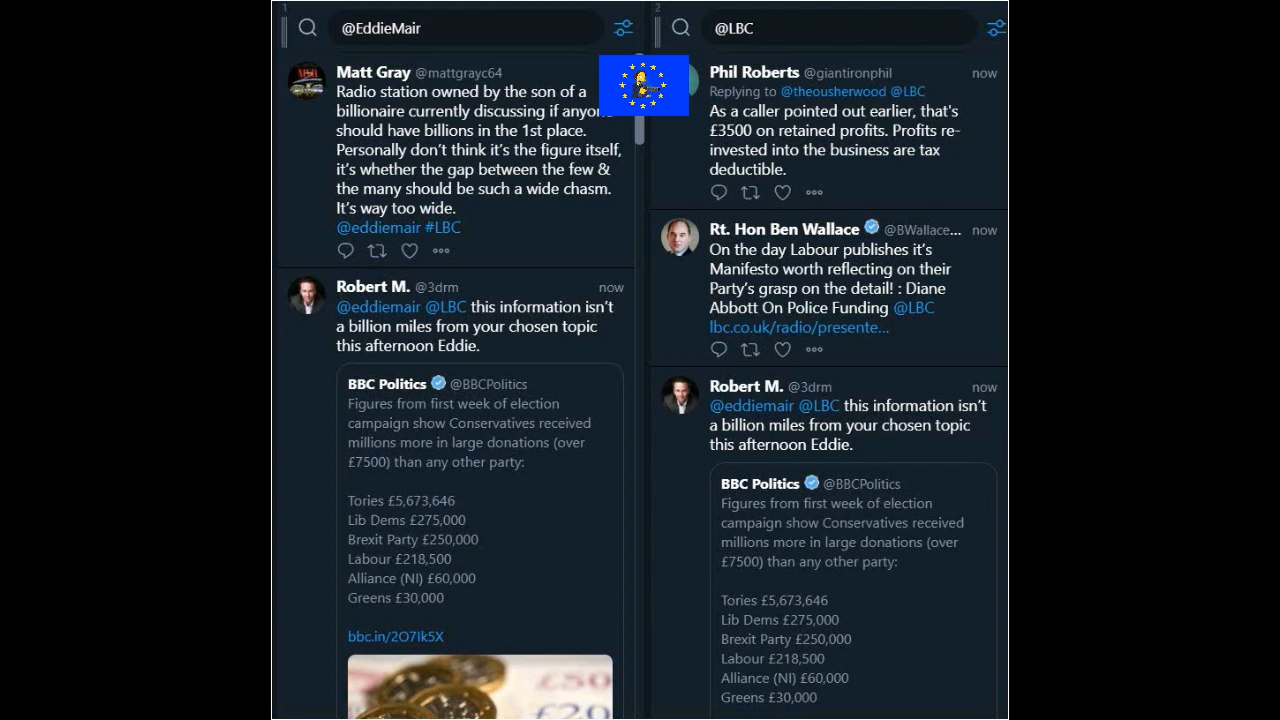 1
@EddieMair
Matt Gray @mattgrayc64
Radio station owned by the son of a
billionaire currently discussing if anyone
should have billions in the 1st place.
Personally don't think it's the figure itself,
it's whether the gap between the few &
the many should be such a wide chasm.
It's way too wide.
@eddiemair #LBC
Robert M. @3drm now
@eddiemair @LBC this information isn't
a billion miles from your chosen topic
this afternoon Eddie.
BBC Politics @BBCPolitics
Figures from first week of election
campaign show Conservatives received
millions more in large donations (over
£7500) than any other party:
Tories £5,673,646
Lib Dems £275,000
Brexit Party £250,000
Labour £218,500
Alliance (NI) £60,000
Greens £30,000
bbc.in/2O7Ik5X
£50
£20
2
@LBC
Phil Roberts @giantironphil now
Replying to @theousherwood @LBC
As a caller pointed out earlier, that's
£3500 on retained profits. Profits re-
invested into the business are tax
deductible.
Rt. Hon Ben Wallace @BWallace... now
On the day Labour publishes it's
Manifesto worth reflecting on their
Party's grasp on the detail! : Diane
Abbott On Police Funding @LBC
lbc.co.uk/radio/presente...
Robert M. @3drm now
@eddiemair @LBC this information isn't
a billion miles from your chosen topic
this afternoon Eddie.
BBC Politics @BBCPolitics
Figures from first week of election
campaign show Conservatives received
millions more in large donations (over
£7500) than any other party:
Tories £5,673,646
Lib Dems £275,000
Brexit Party £250,000
Labour £218,500
Alliance (NI) £60,000
Greens £30,000